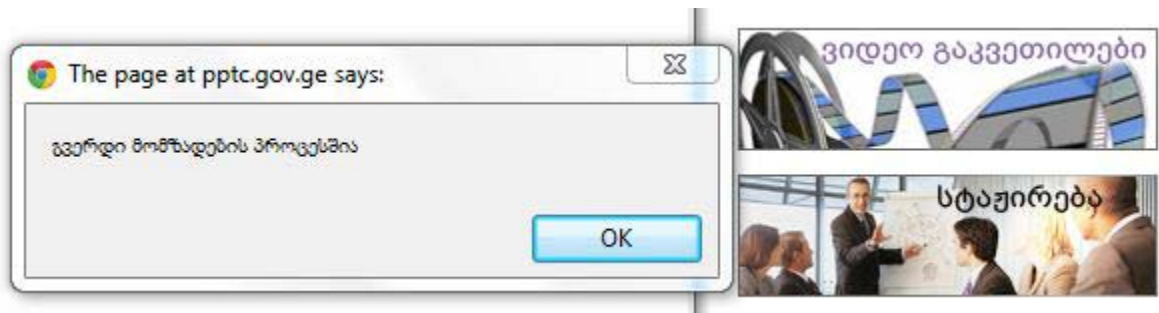 The page at pptc.gov.ge says:
გვერდი მომზადების პროცესშია
OK
ვიდეო გაკვეთილები
სტაჟირება